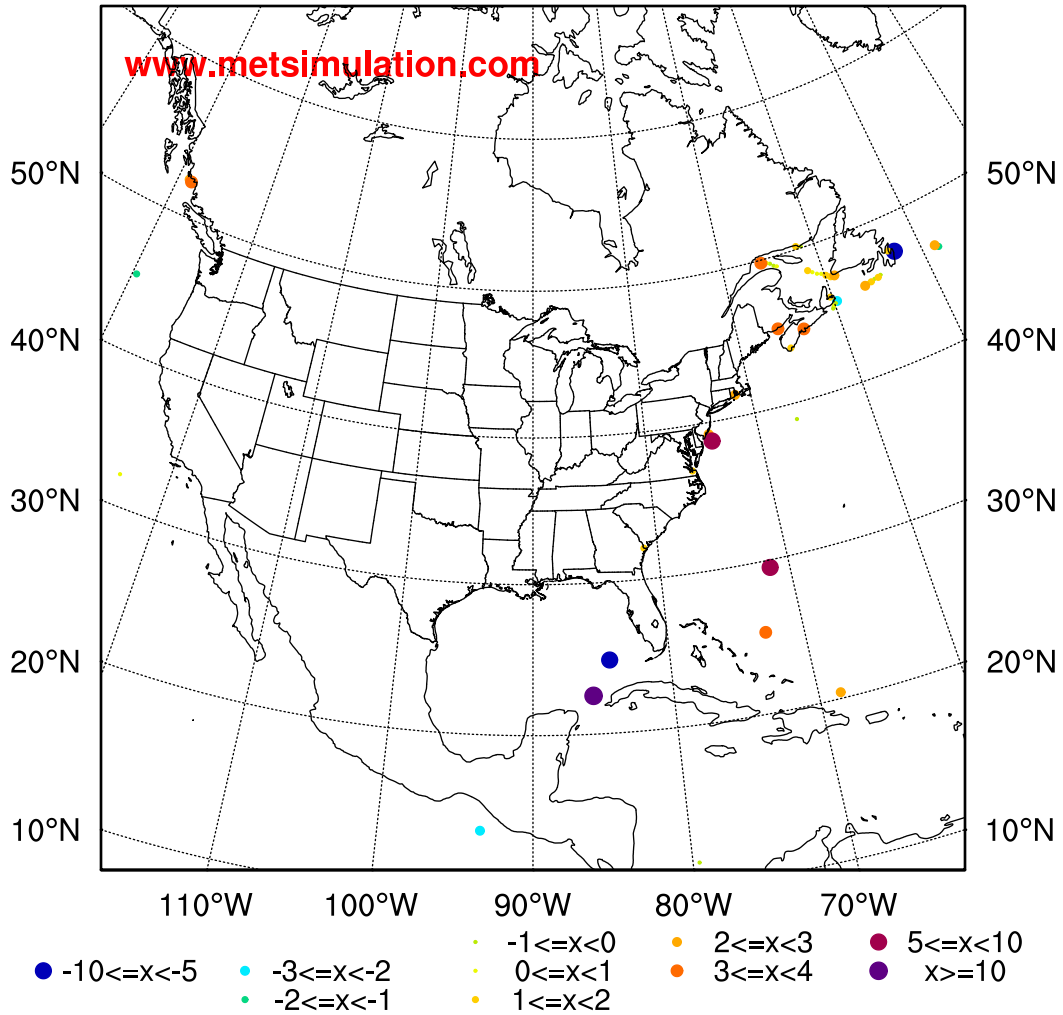 www.metsimulation.com
50°N 50°N
40°N 40°N
30°N 30°N
20°N 20°N
10°N 10°N
110°W 100°W 90°W 80°W 70°W
-1<=x<0 2<=x<3 5<=x<10
-10<=x<-5 -3<=x<-2 0<=x<1 3<=x<4 x>=10
-2<=x<-1 1<=x<2